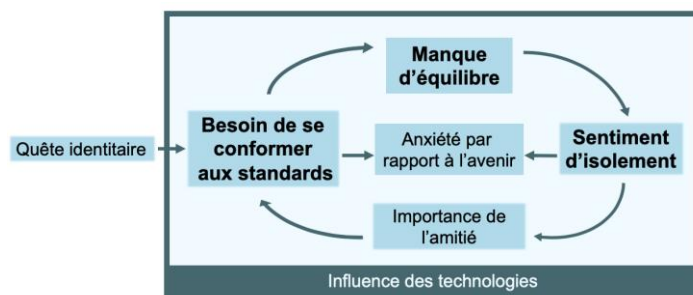 Manque
d'équilibre
Quête identitaire
Besoin de se
conformer
aux standards
Anxiété par
rapport à l'avenir
Sentiment
d'isolement
Importance de
l'amitié
Influence des technologies